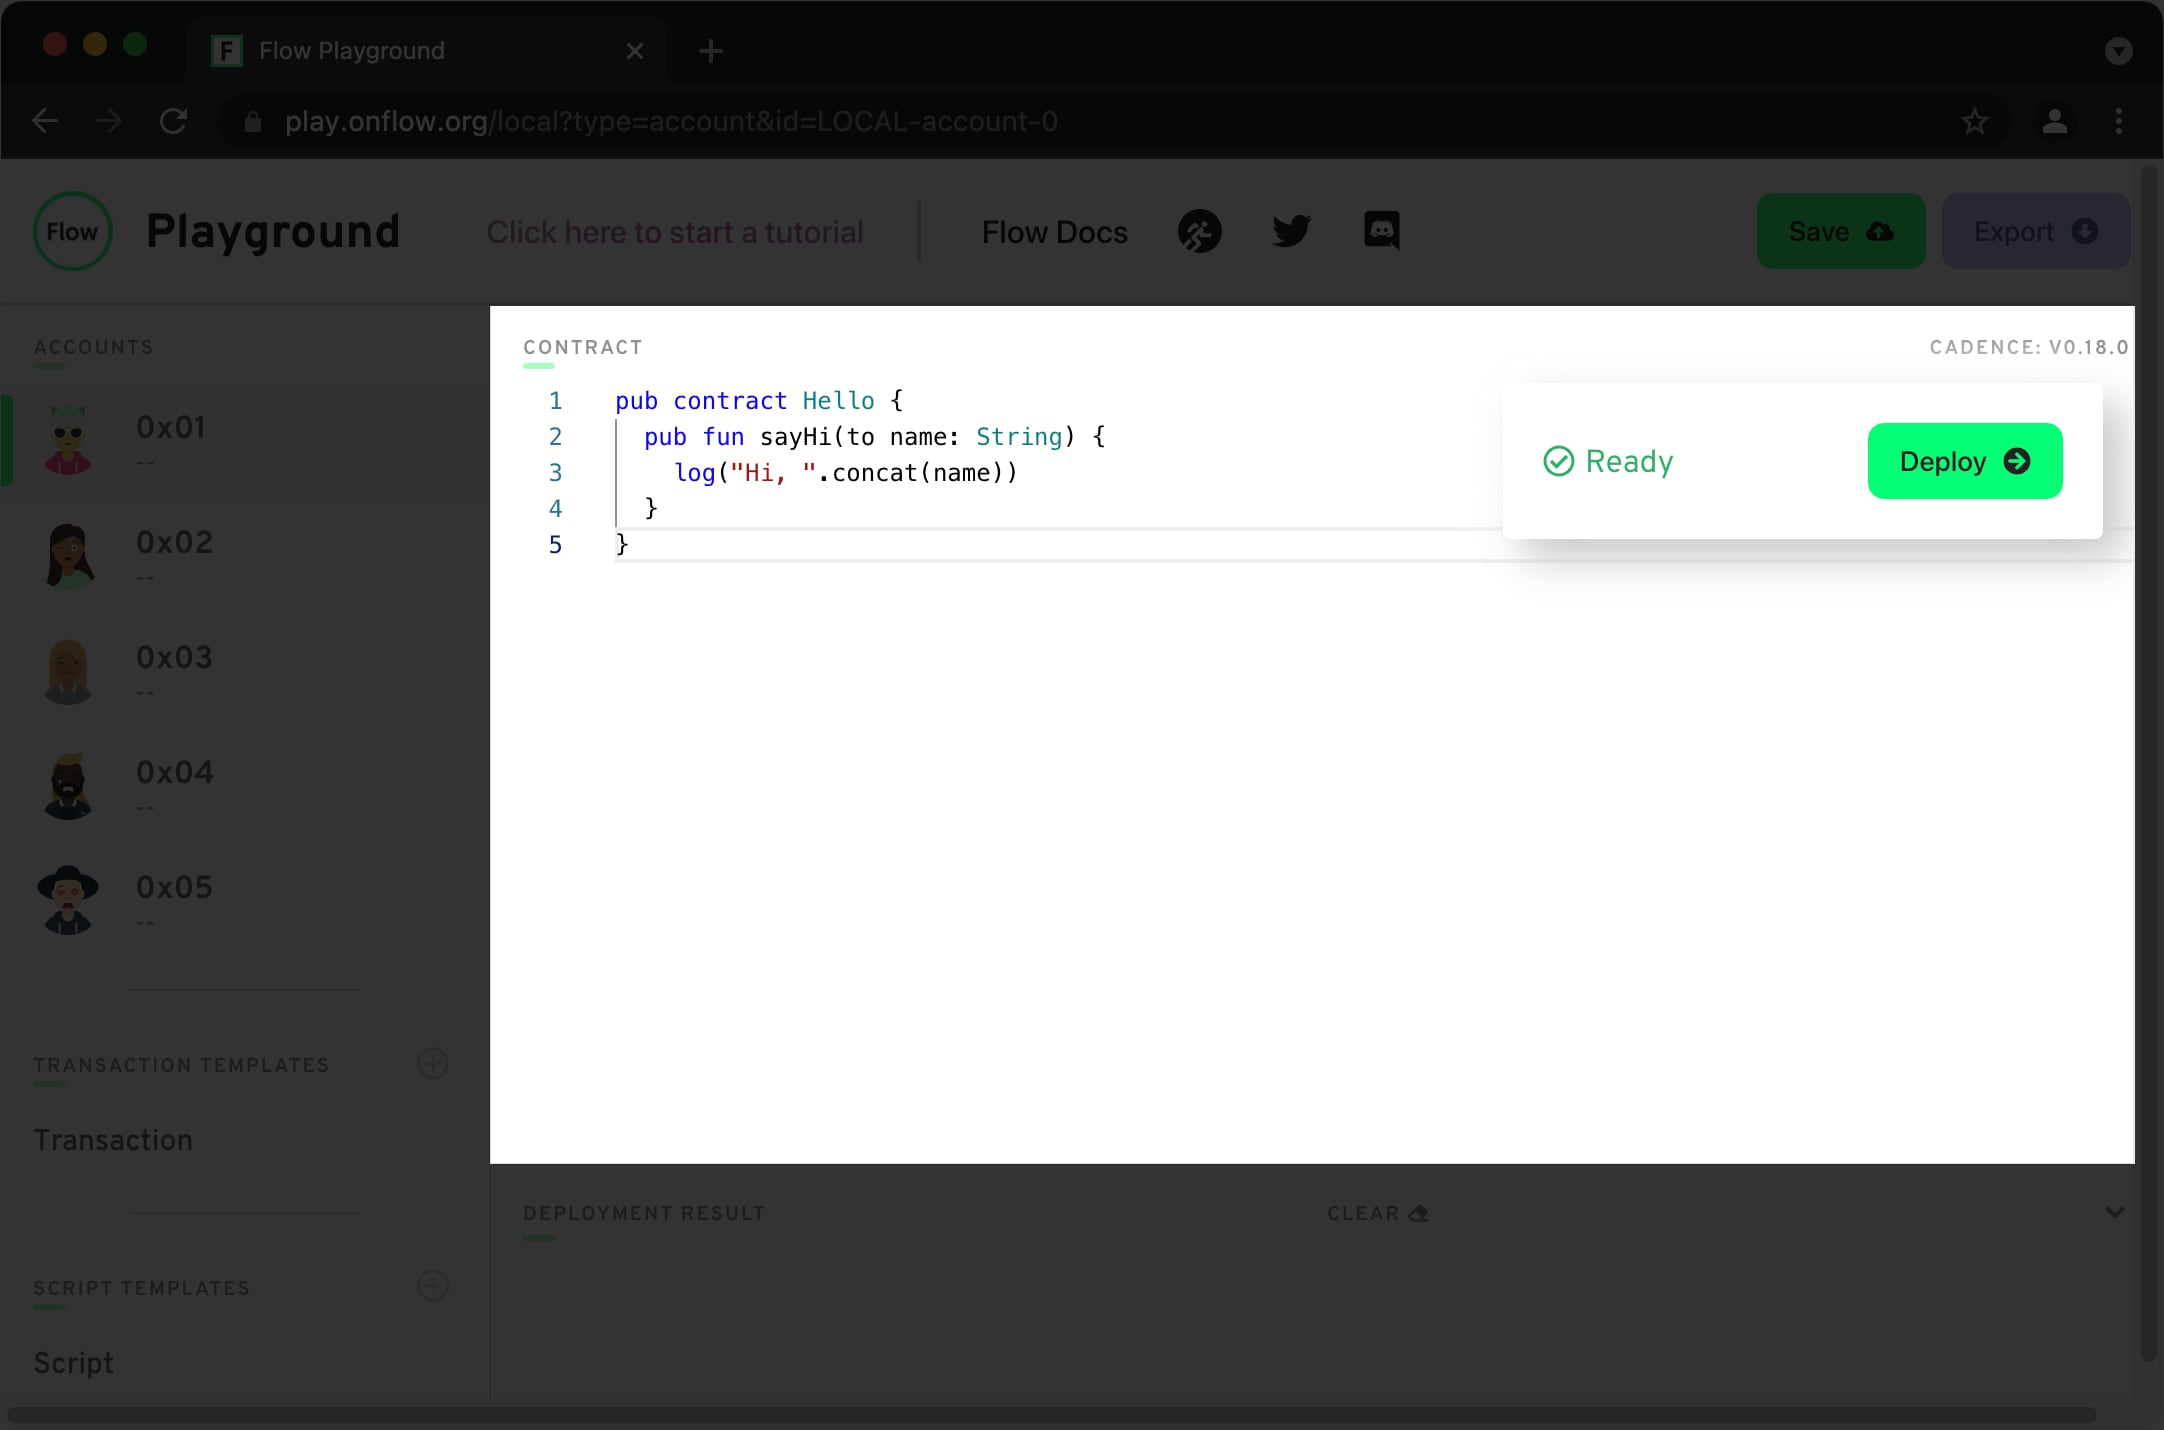 F Flow Playground
play.onflow.org/local?type=account&id=LOCAL-account-0
Flow Playground Click here to start a tutorial Flow Docs Save Export
ACCOUNTS
0x01
--
0x02
--
0x03
--
0x04
--
0x05
--
TRANSACTION TEMPLATES
Transaction
SCRIPT TEMPLATES
Script
CONTRACT CADENCE: V0.18.0
1 pub contract Hello {
2 pub fun sayHi(to name: String) {
3 log("Hi, ".concat(name))
4 }
5 }
Ready Deploy
DEPLOYMENT RESULT CLEAR